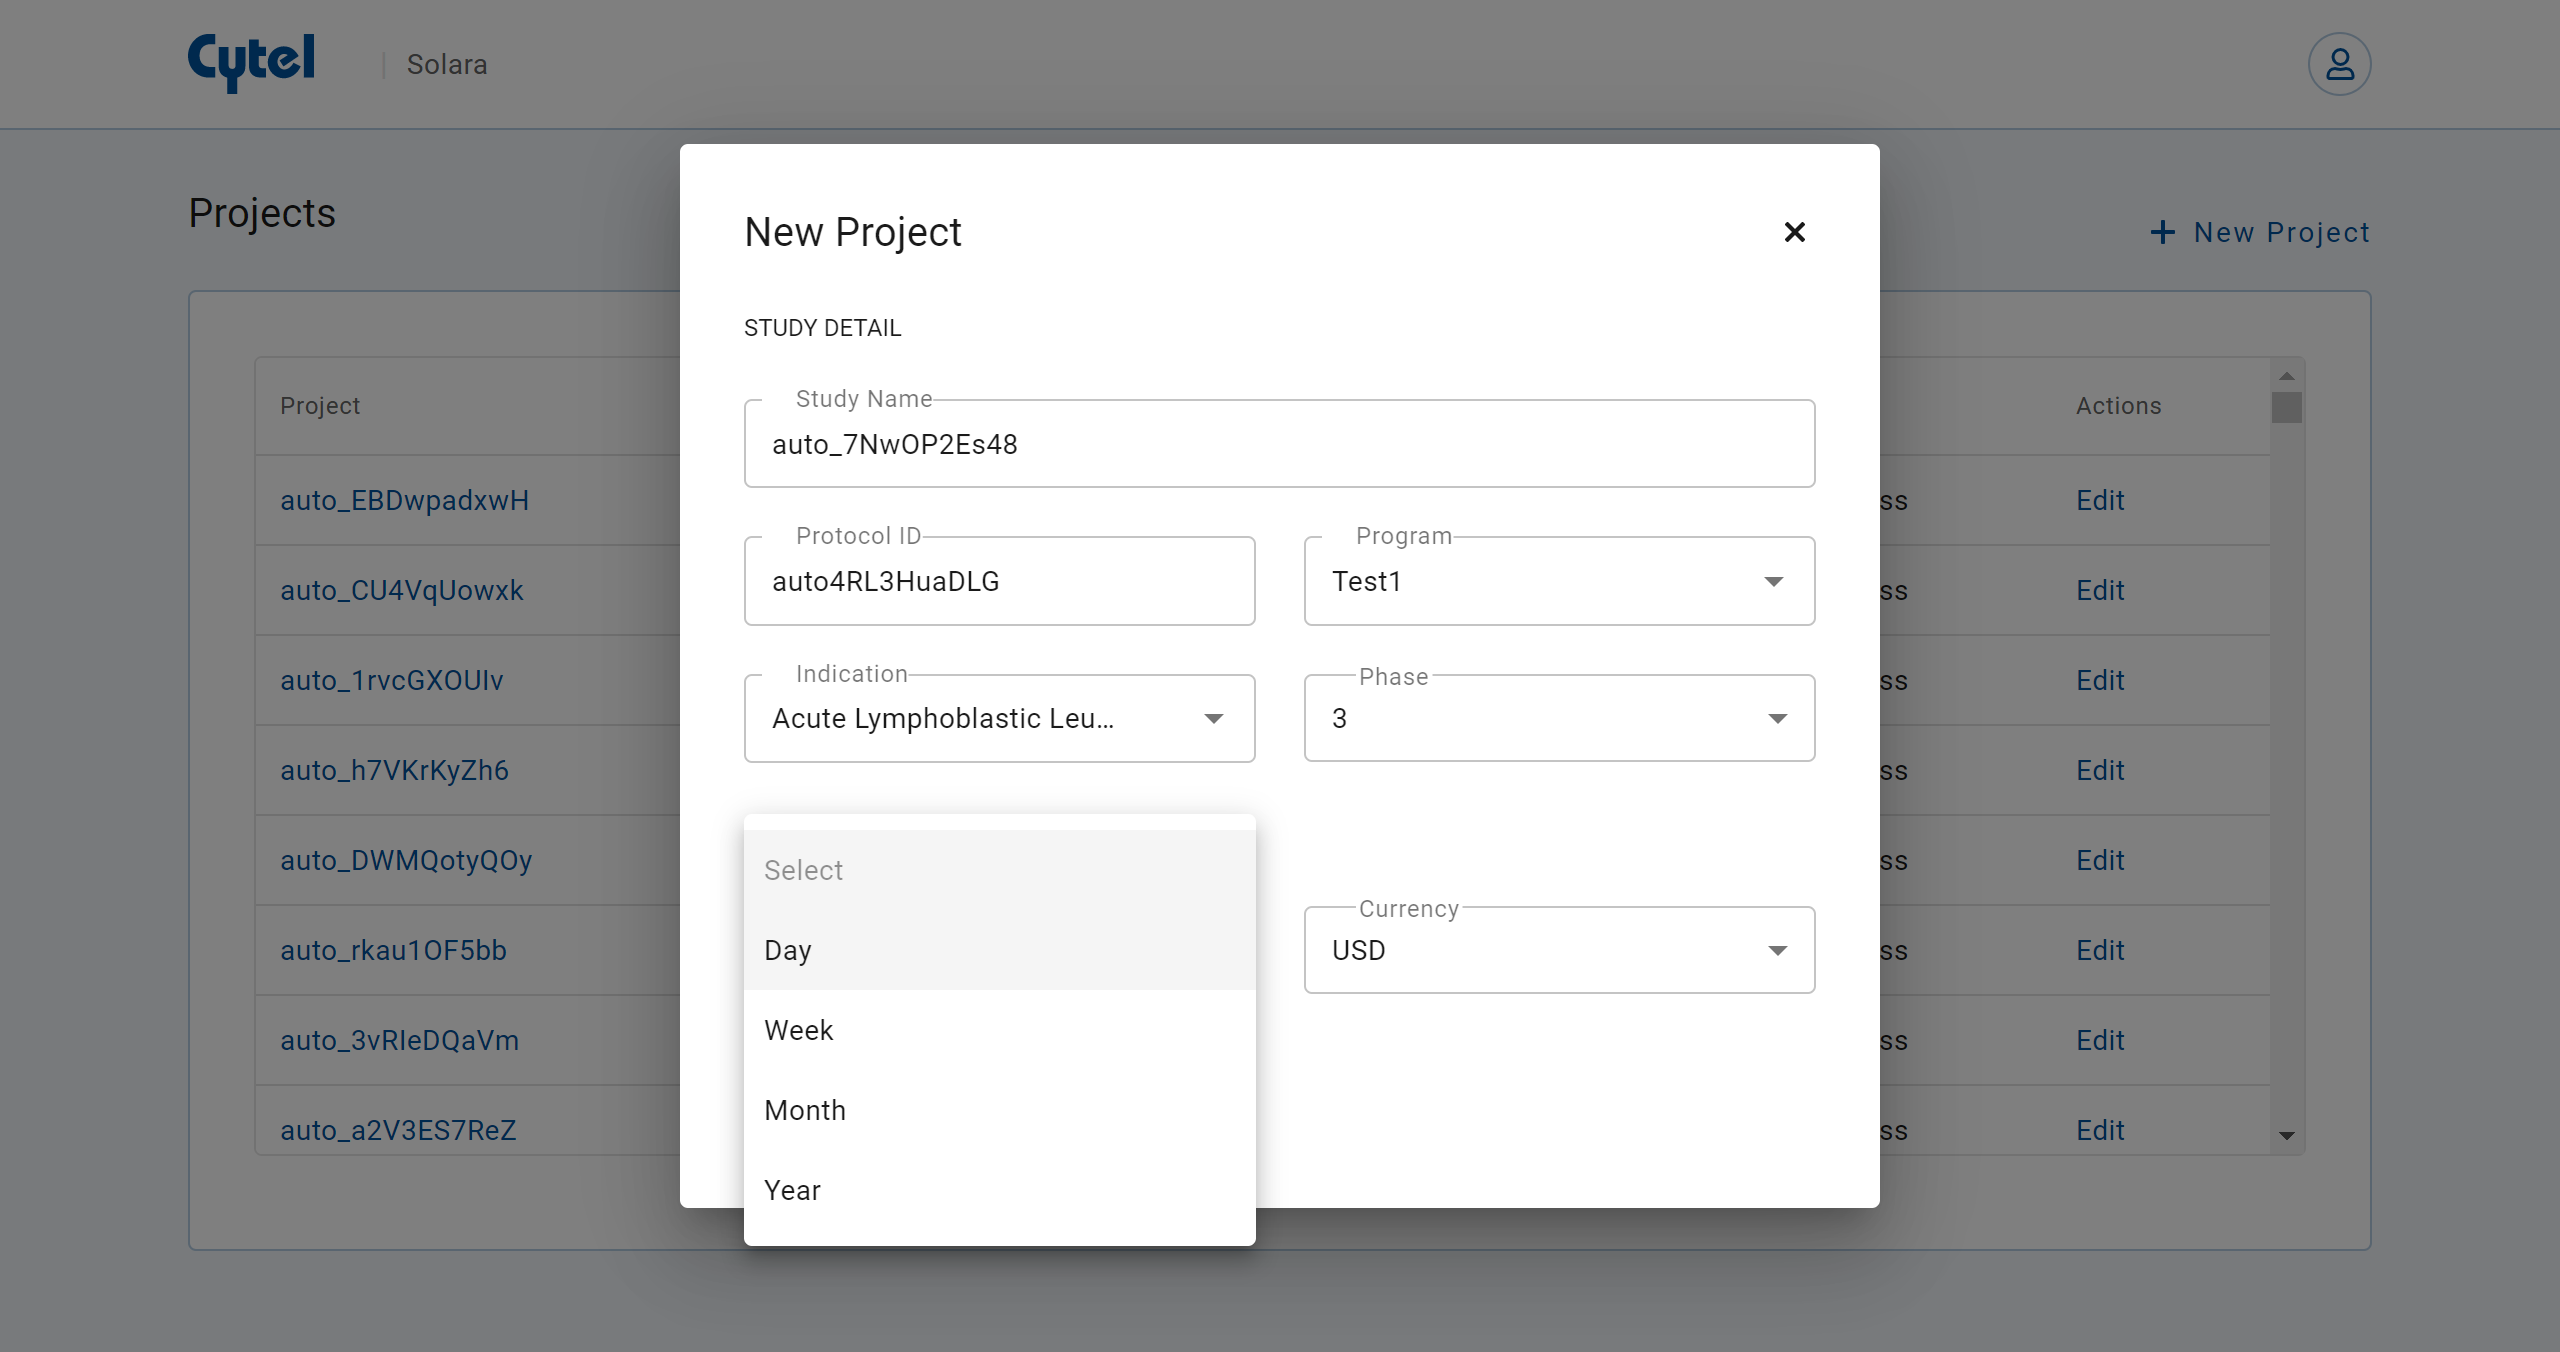 Cytel
Solara
Projects
New Project
New Project
STUDY DETAIL
Study Name
auto_7NwOP2Es48
Protocol ID
auto4RL3HuaDLG
Program
Test1
Indication
Acute Lymphoblastic Leu...
Phase
3
Select
Day
Week
Month
Year
Currency
USD
Project
Actions
auto_EBDwpadxwH
ss
Edit
auto_CU4VqUowxk
ss
Edit
auto_1rvcGXOUIv
ss
Edit
auto_h7VKrKyZh6
ss
Edit
auto_DWMQotyQOy
ss
Edit
auto_rkau1OF5bb
ss
Edit
auto_3vRIeDQaVm
ss
Edit
auto_a2V3ES7ReZ
ss
Edit